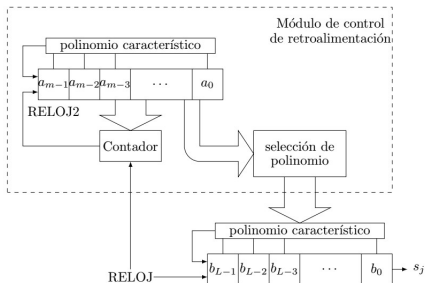 Módulo de control
de retroalimentación
polinomio característico
a_{m−1} a_{m−2} a_{m−3} ··· a_0
RELOJ2
Contador
selección de
polinomio
polinomio característico
b_{L−1} b_{L−2} b_{L−3} ··· b_0 s_j
RELOJ